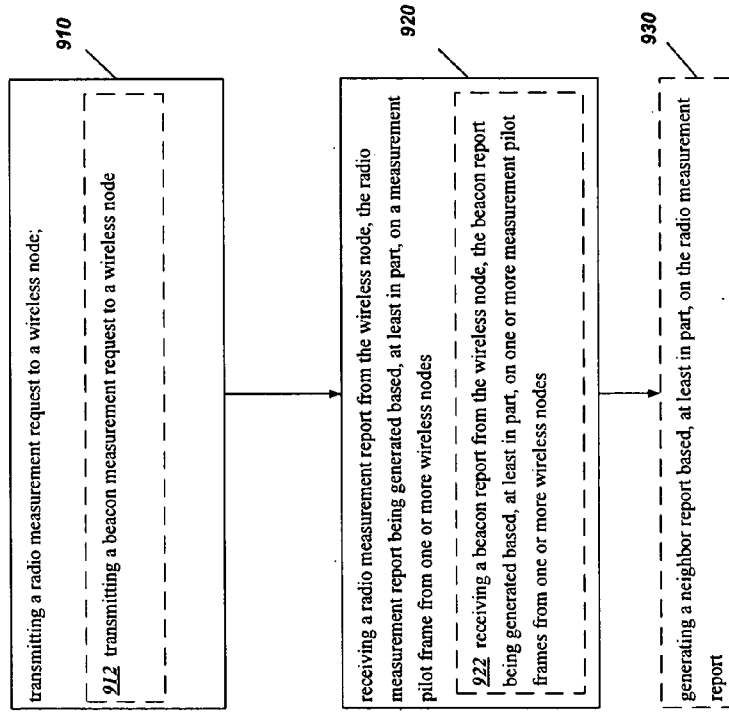 910
transmitting a radio measurement request to a wireless node;
912 transmitting a beacon measurement request to a wireless node
920
receiving a radio measurement report from the wireless node, the radio
measurement report being generated based, at least in part, on a measurement
pilot frame from one or more wireless nodes
922 receiving a beacon report from the wireless node, the beacon report
being generated based, at least in part, on one or more measurement pilot
frames from one or more wireless nodes
930
generating a neighbor report based, at least in part, on the radio measurement
report